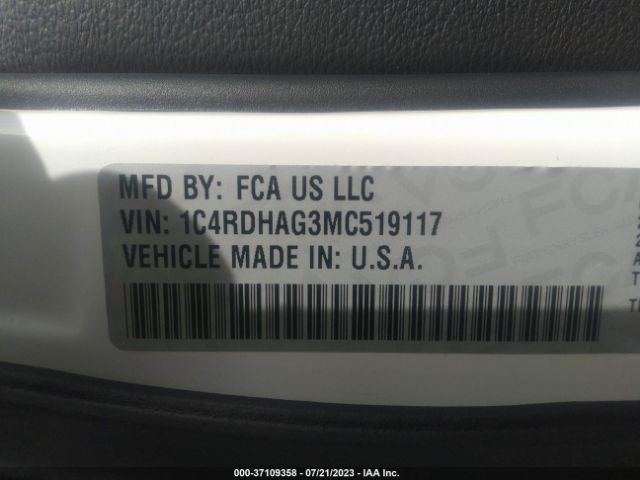 MFD BY: FCA US LLC
VIN: 1C4RDHAG3MC519117
VEHICLE MADE IN: U.S.A.
000-37109358 - 07/21/2023 - IAA Inc.